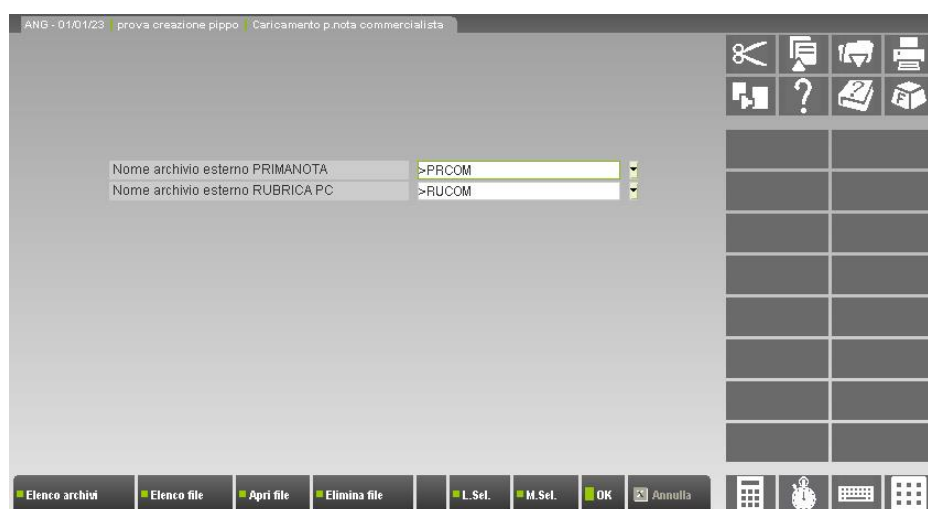 ANG - 01/01/23 prova creazione pippo Caricamento p.nota commercialista
Nome archivio esterno PRIMANOTA >PRCOM
Nome archivio esterno RUBRICA PC >RUCOM
Elenco archivi Elenco file Apri file Elimina file L.Sel. M.Sel. OK Annulla